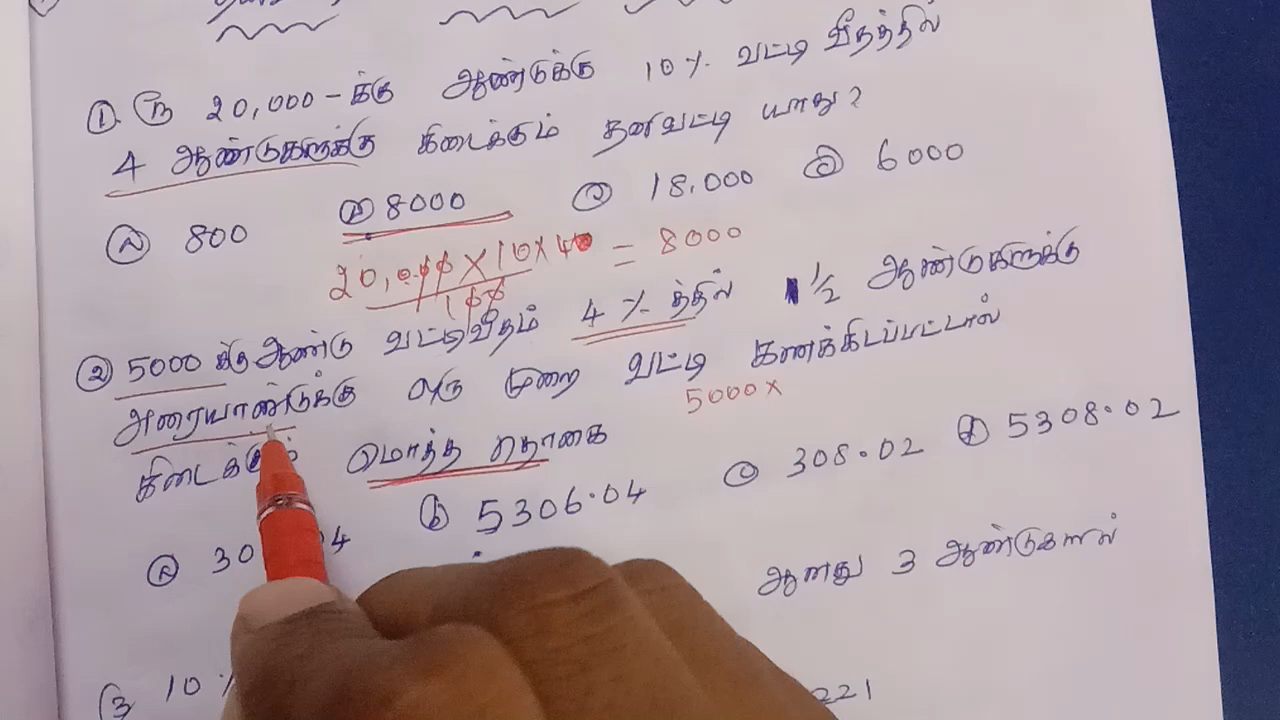 ①. ரூ 20,000-க்கு ஆண்டுக்கு 10% வட்டி வீதத்தில்
4 ஆண்டுகளுக்கு கிடைக்கும் தனிவட்டி யாது?
A 800 B 8000 C 18,000 D 6000
20,000 X 10 X 4 = 8000
100
② 5000 க்கு ஆண்டு வட்டிவீதம் 4% த்தில் 1 1/2 ஆண்டுகளுக்கு
அரையாண்டுக்கு ஒரு முறை வட்டி கணக்கிடப்பட்டால்
5000 X
கிடைக்கும் மொத்த தொகை
b 5306.04 C 308.02 d 5308.02
ஆனது 3 ஆண்டுகளில்
③ 10 %
221